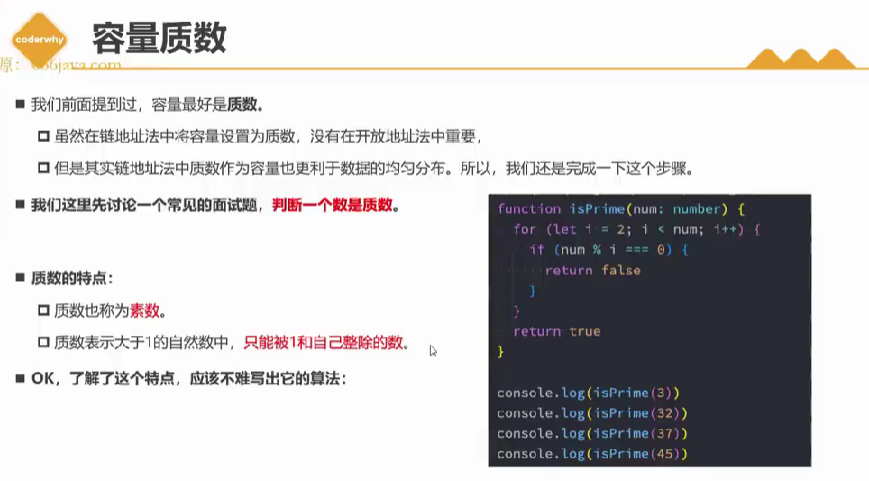 coderwhy
容量质数
■ 我们前面提到过，容量最好是质数。
虽然在链地址法中将容量设置为质数，没有在开放地址法中重要，
但是其实链地址法中质数作为容量也更利于数据的均匀分布。所以，我们还是完成一下这个步骤。
■ 我们这里先讨论一个常见的面试题，判断一个数是质数。
■ 质数的特点：
质数也称为素数。
质数表示大于1的自然数中，只能被1和自己整除的数。
■ OK，了解了这个特点，应该不难写出它的算法：
function isPrime(num: number) {
for (let i = 2; i < num; i++) {
if (num % i === 0) {
return false
}
}
return true
}
console.log(isPrime(3))
console.log(isPrime(32))
console.log(isPrime(37))
console.log(isPrime(45))